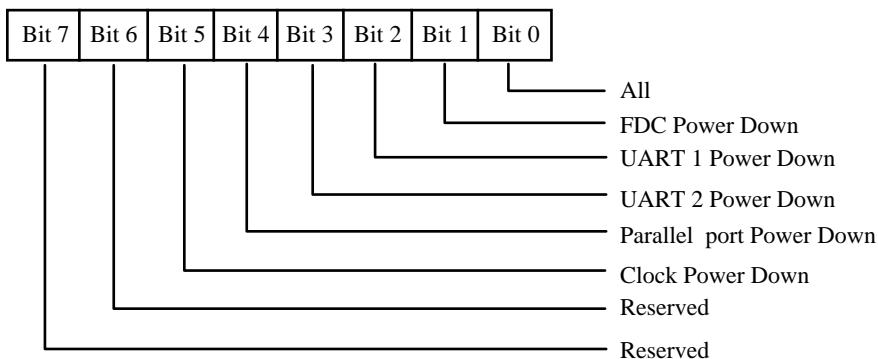 Bit 7 Bit 6 Bit 5 Bit 4 Bit 3 Bit 2 Bit 1 Bit 0
All
FDC Power Down
UART 1 Power Down
UART 2 Power Down
Parallel port Power Down
Clock Power Down
Reserved
Reserved